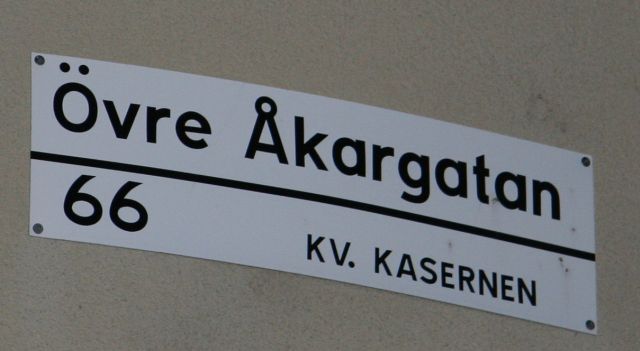 Övre Åkargatan
66
KV. KASERNEN